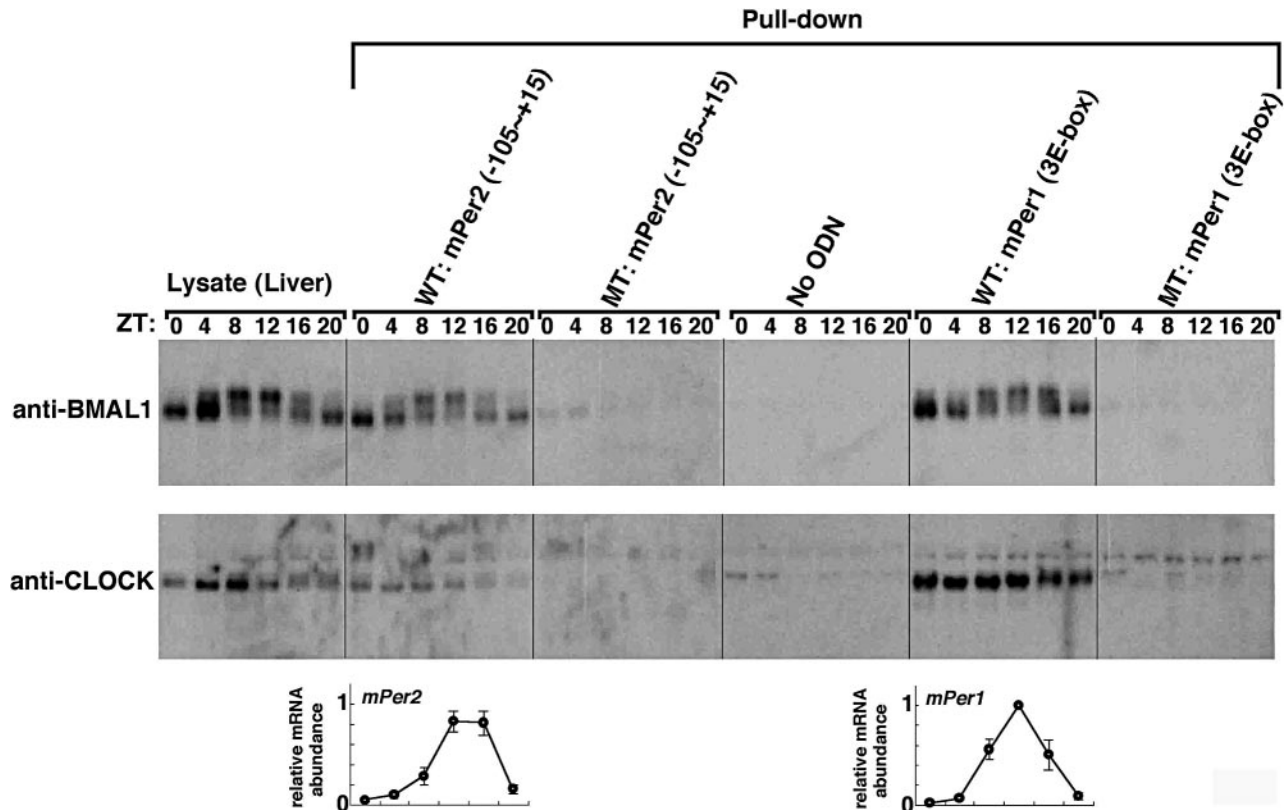 Pull-down
WT: mPer2 (-105~+15)
MT: mPer2 (-105~+15)
No ODN
WT: mPer1 (3E-box)
MT: mPer1 (3E-box)
Lysate (Liver)
ZT: 0 4 8 12 16 20 0 4 8 12 16 20 0 4 8 12 16 20 0 4 8 12 16 20 0 4 8 12 16 20 0 4 8 12 16 20
anti-BMAL1
anti-CLOCK
relative mRNA
abundance
1
0
mPer2
relative mRNA
abundance
1
0
mPer1